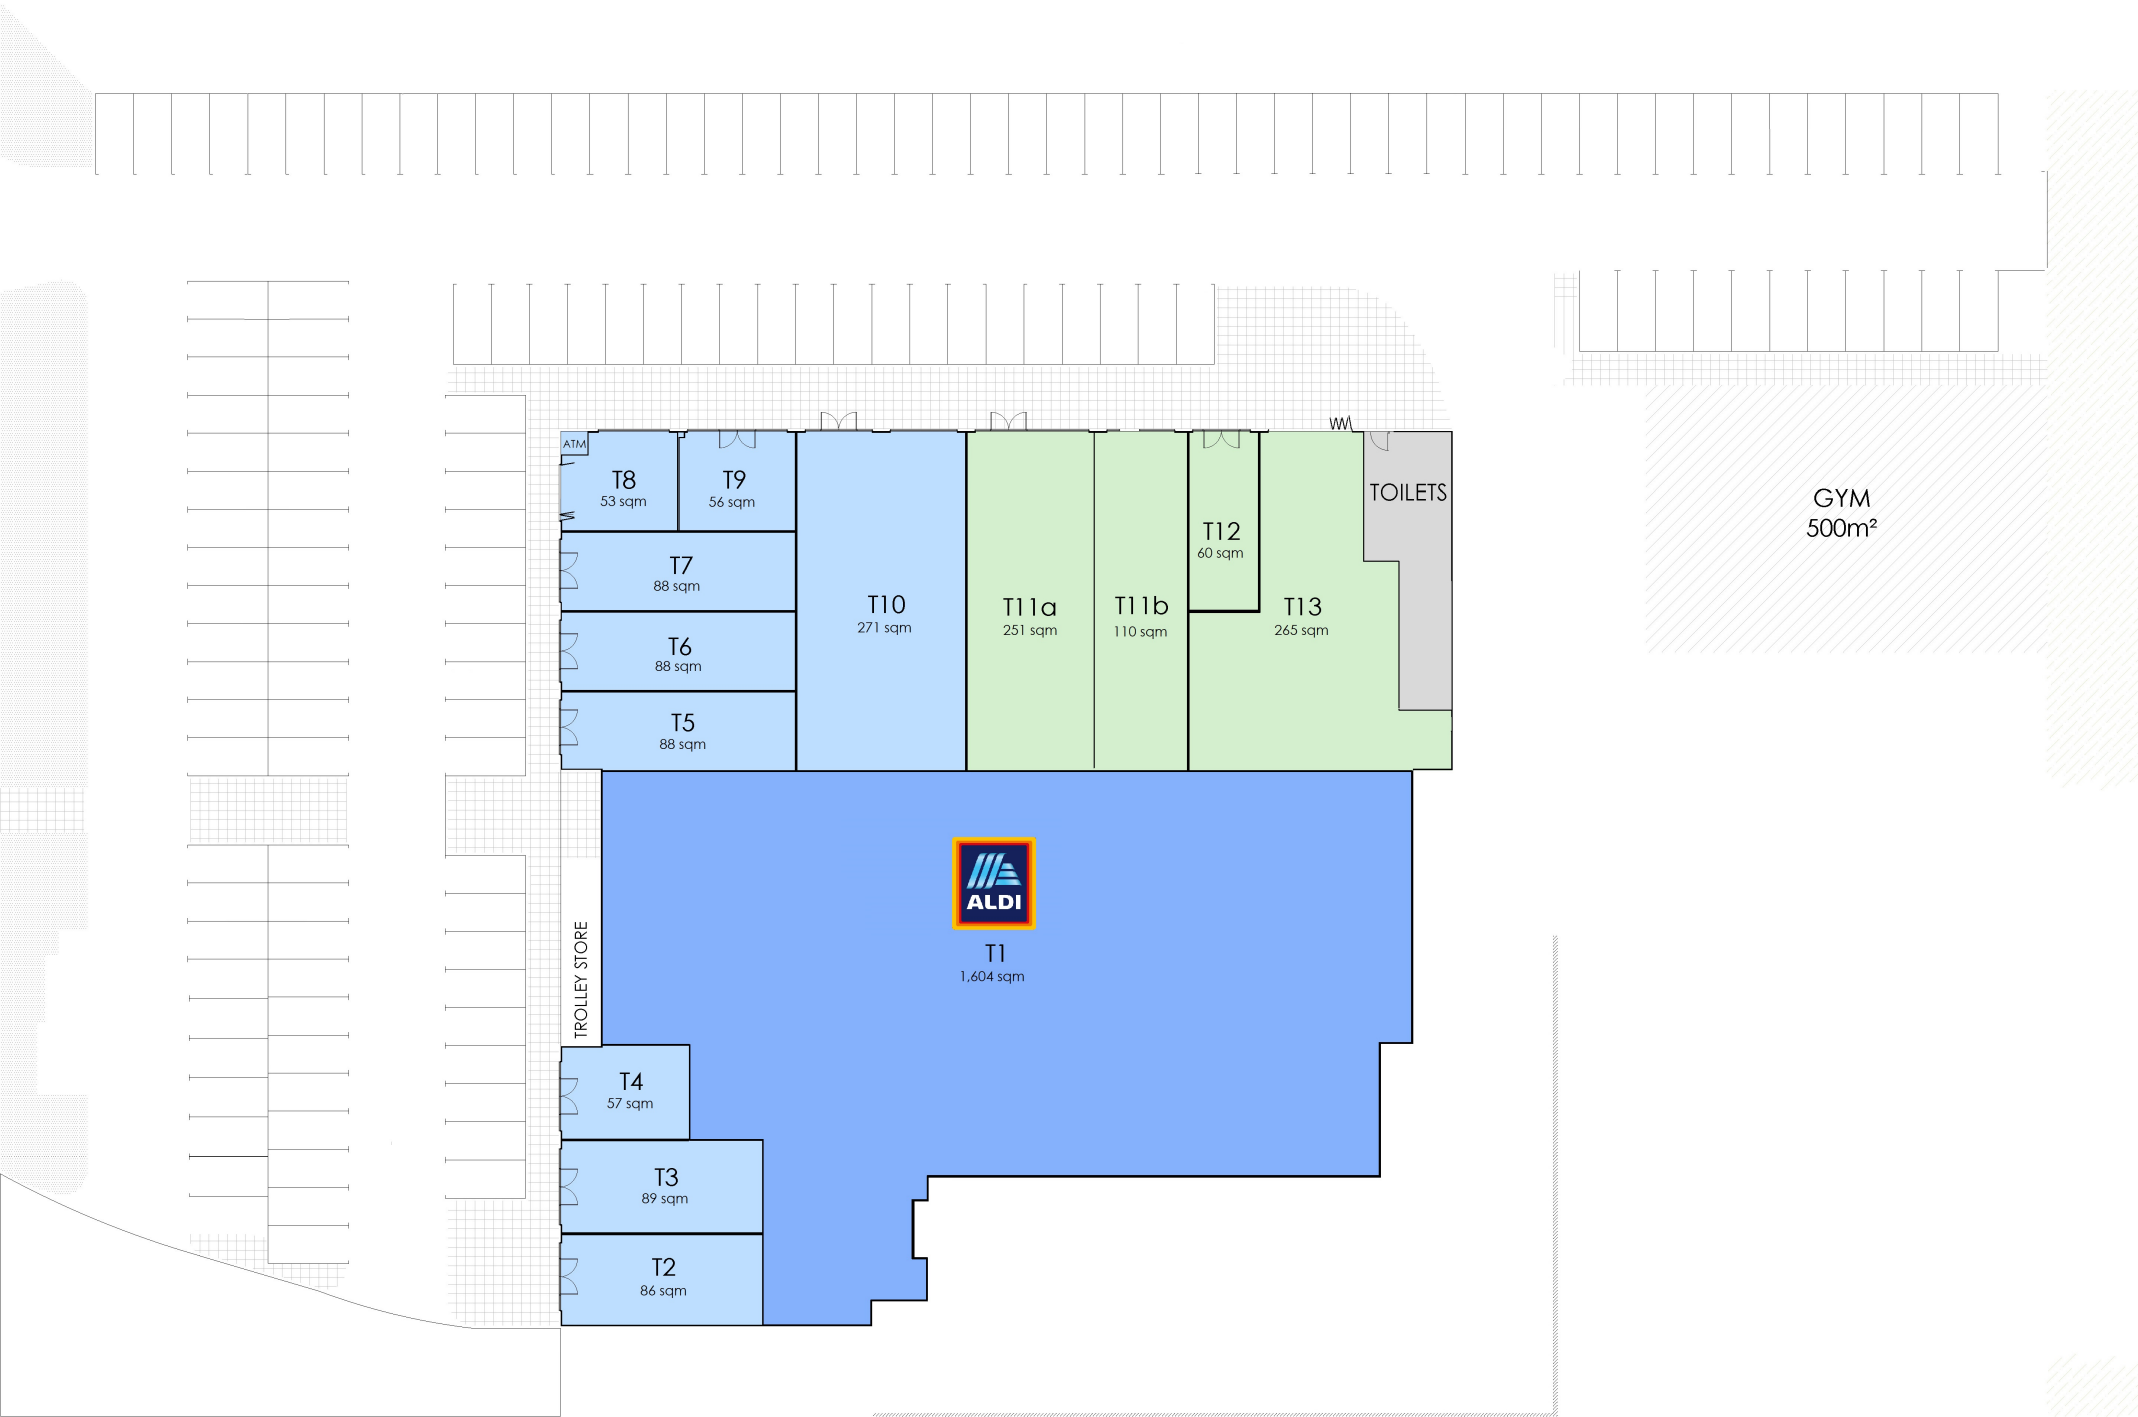 ATM
T8
53 sqm
T9
56 sqm
T7
88 sqm
T6
88 sqm
T5
88 sqm
T10
271 sqm
T11a
251 sqm
T11b
110 sqm
T12
60 sqm
T13
265 sqm
TOILETS
GYM
500m²
ALDI
T1
1,604 sqm
TROLLEY STORE
T4
57 sqm
T3
89 sqm
T2
86 sqm